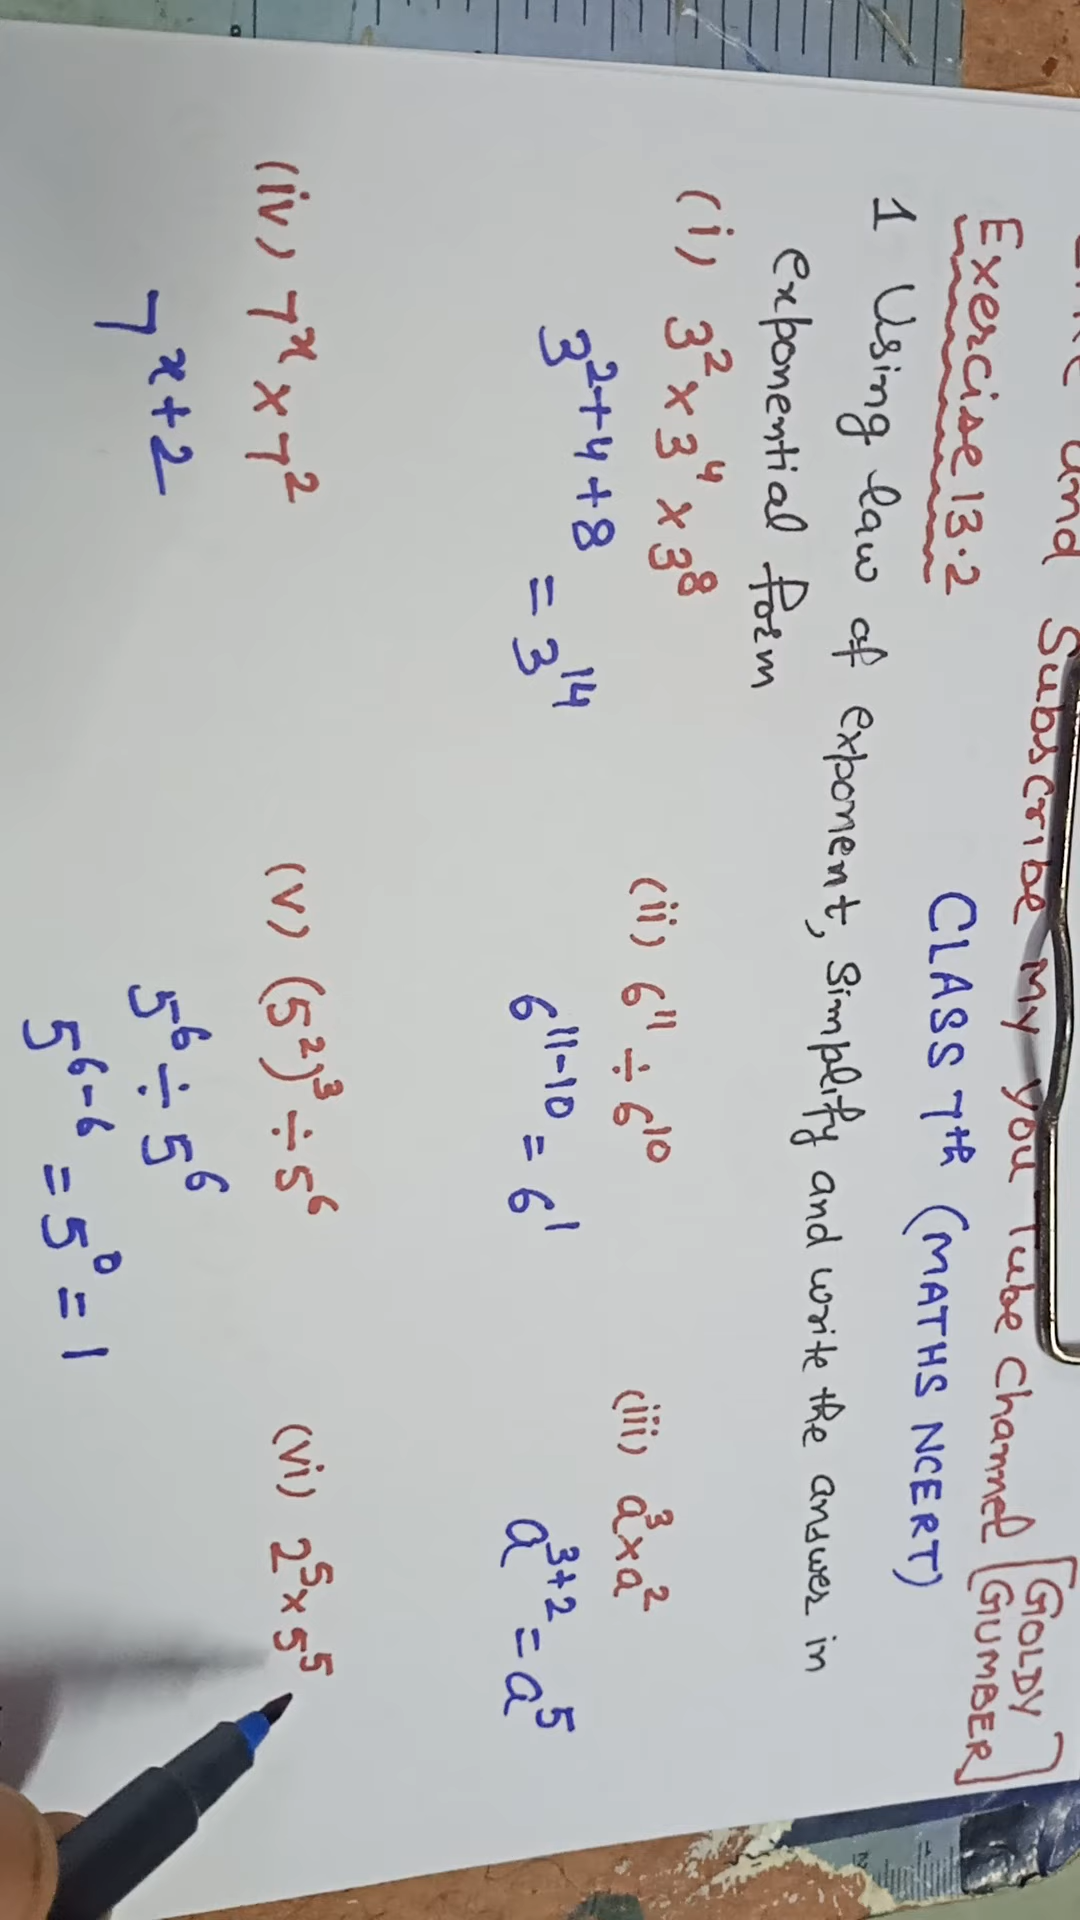 and Subscribe my you Tube Channel [GOLDY GUMBER]
Exercise 13.2 CLASS 7th (MATHS NCERT)
1 Using law of exponent, Simplify and write the answer in
exponential form
(i) 3² × 3⁴ × 3⁸ (ii) 6¹¹ ÷ 6¹⁰ (iii) a³ × a²
3²⁺⁴⁺⁸ = 3¹⁴ 6¹¹⁻¹⁰ = 6¹ a³⁺² = a⁵
(iv) 7ˣ × 7² (v) (5²)³ ÷ 5⁶ (vi) 2⁵ × 5⁵
7ˣ⁺² 5⁶ ÷ 5⁶
5⁶⁻⁶ = 5⁰ = 1